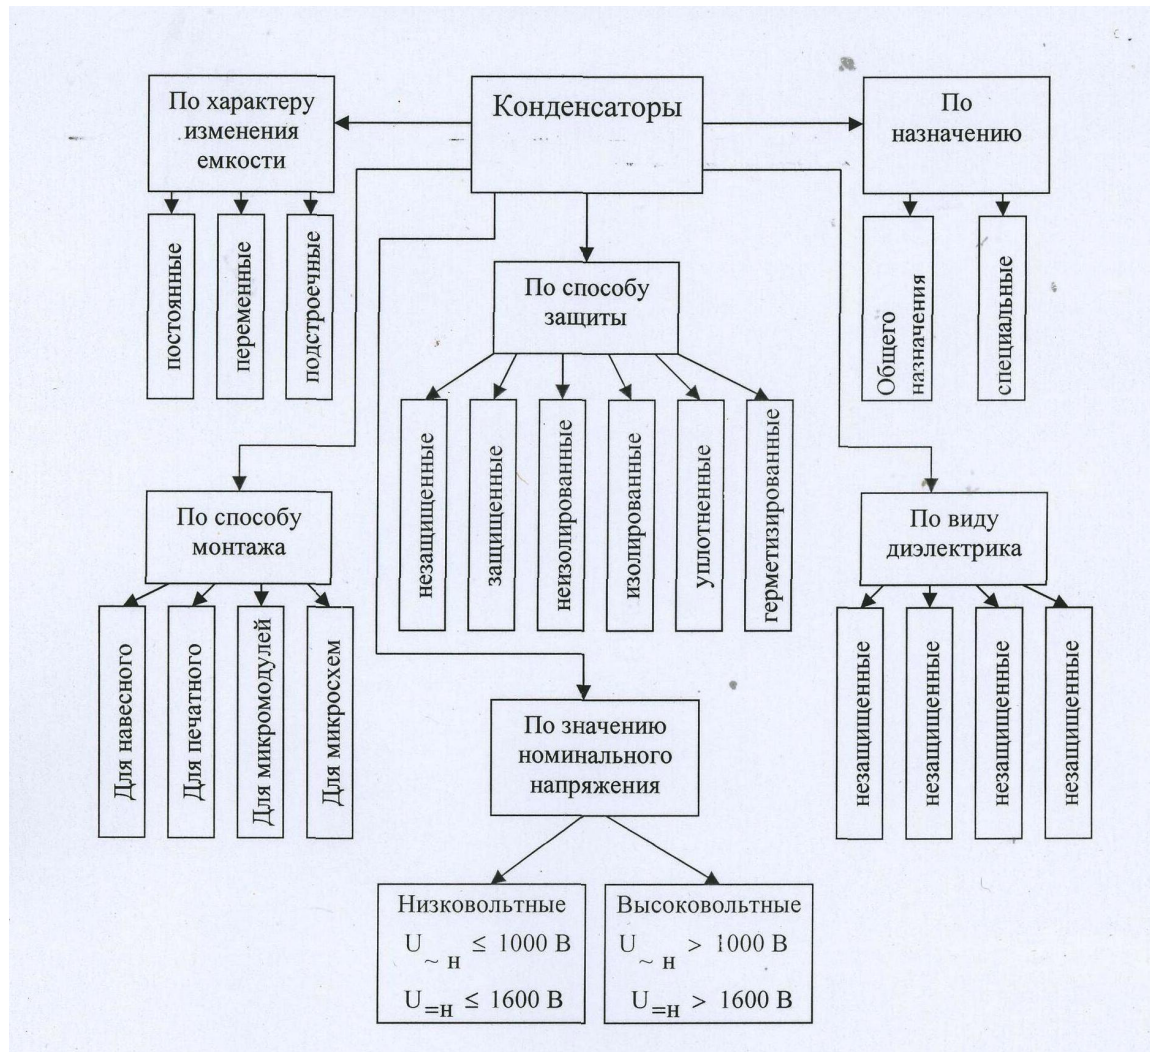 По характеру
изменения
емкости
Конденсаторы
По
назначению
постоянные
переменные
подстроечные
По способу
защиты
Общего
назначения
специальные
незащищенные
защищенные
неизолированные
изолированные
уплотненные
герметизированные
По способу
монтажа
По виду
диэлектрика
Для навесного
Для печатного
Для микромодулей
Для микросхем
незащищенные
незащищенные
незащищенные
незащищенные
По значению
номинального
напряжения
Низковольтные
U ~ н ≤ 1000 В
U =н ≤ 1600 В
Высоковольтные
U ~ н > 1000 В
U =н > 1600 В